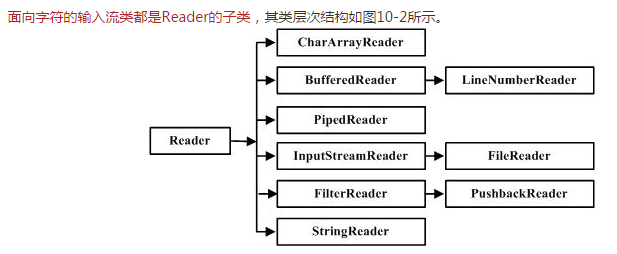 面向字符的输入流类都是Reader的子类，其类层次结构如图10-2所示。
CharArrayReader
BufferedReader
LineNumberReader
PipedReader
Reader
InputStreamReader
FileReader
FilterReader
PushbackReader
StringReader